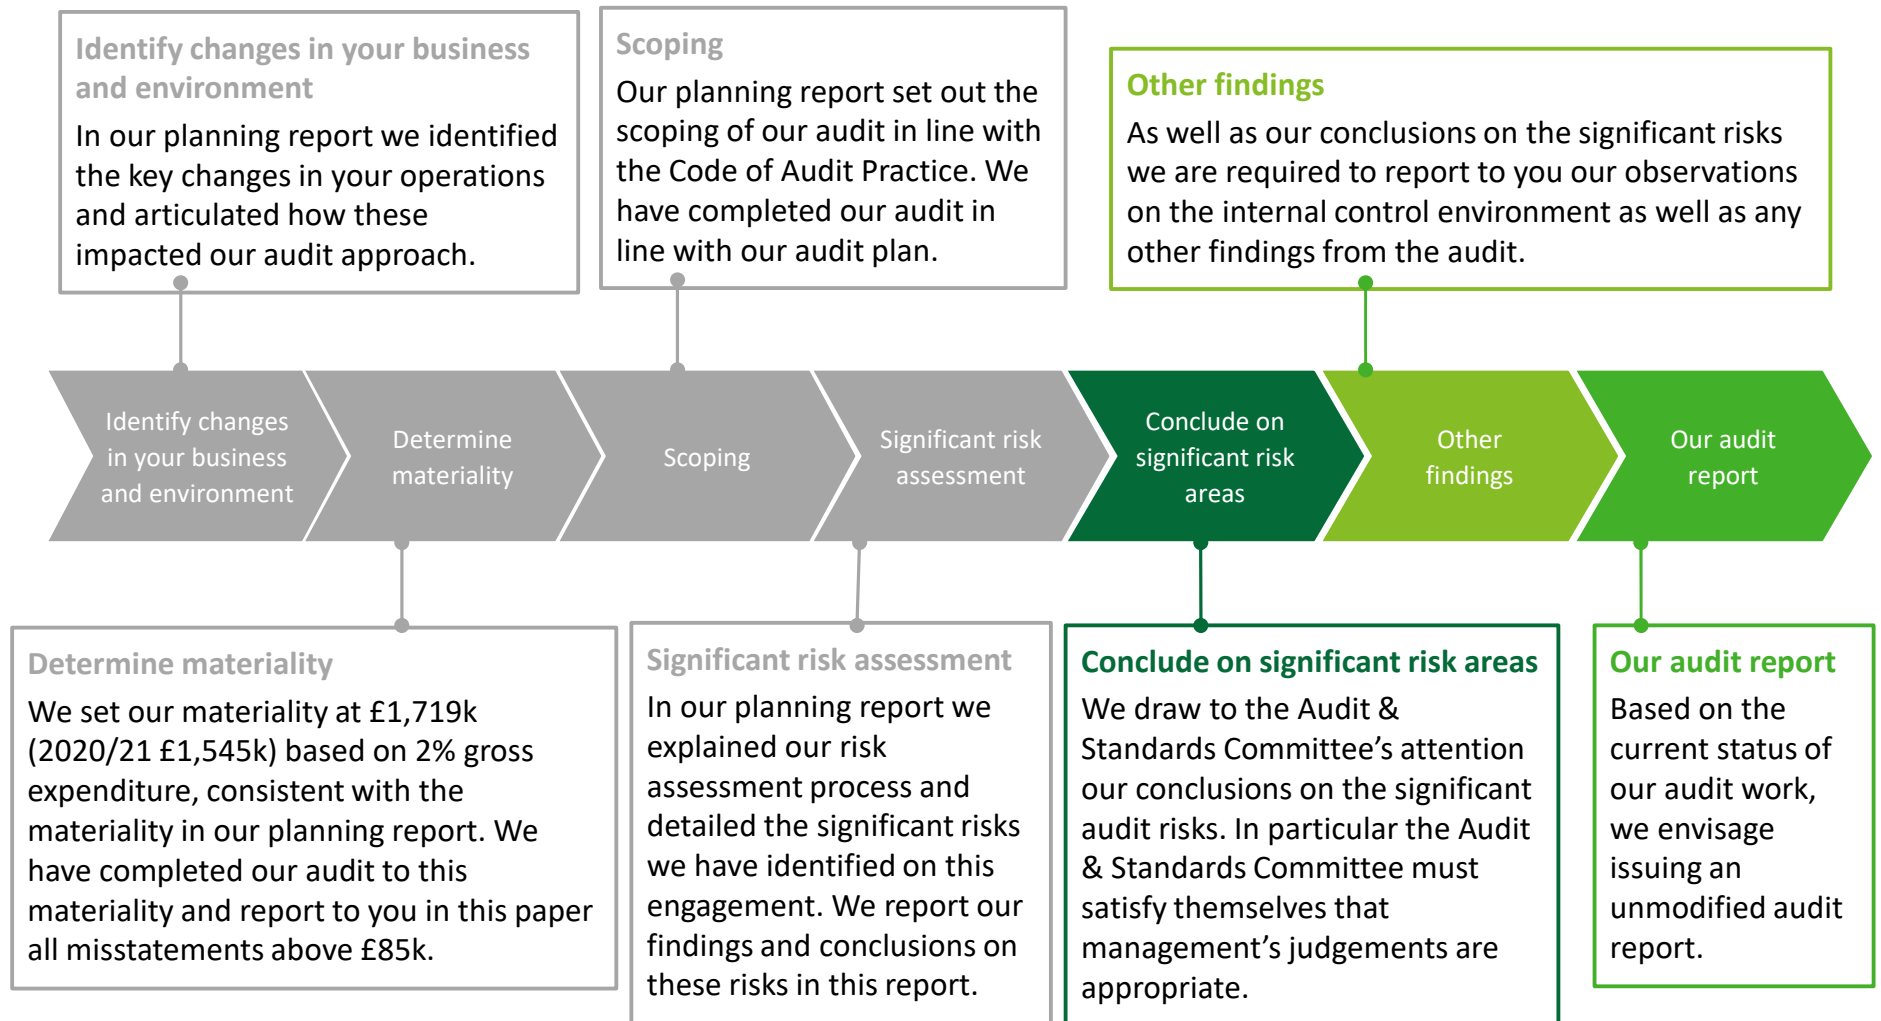 Identify changes in your business
and environment
In our planning report we identified
the key changes in your operations
and articulated how these
impacted our audit approach.
Scoping
Our planning report set out the
scoping of our audit in line with
the Code of Audit Practice. We
have completed our audit in
line with our audit plan.
Other findings
As well as our conclusions on the significant risks
we are required to report to you our observations
on the internal control environment as well as any
other findings from the audit.
Identify changes
in your business
and environment
Determine
materiality
Scoping
Significant risk
assessment
Conclude on
significant risk
areas
Other
findings
Our audit
report
Determine materiality
We set our materiality at £1,719k
(2020/21 £1,545k) based on 2% gross
expenditure, consistent with the
materiality in our planning report. We
have completed our audit to this
materiality and report to you in this paper
all misstatements above £85k.
Significant risk assessment
In our planning report we
explained our risk
assessment process and
detailed the significant risks
we have identified on this
engagement. We report our
findings and conclusions on
these risks in this report.
Conclude on significant risk areas
We draw to the Audit &
Standards Committee’s attention
our conclusions on the significant
audit risks. In particular the Audit
& Standards Committee must
satisfy themselves that
management’s judgements are
appropriate.
Our audit report
Based on the
current status of
our audit work,
we envisage
issuing an
unmodified audit
report.